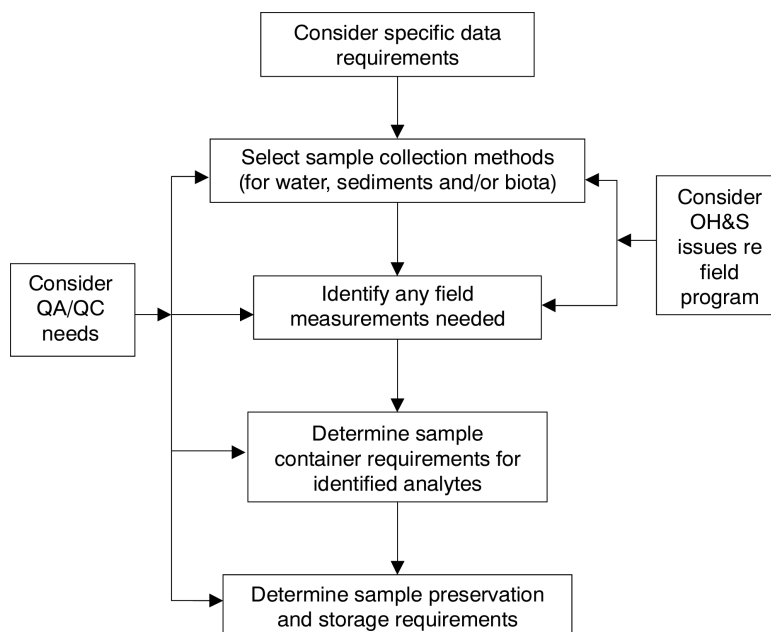 Consider specific data
requirements
Select sample collection methods
(for water, sediments and/or biota)
Consider
OH&S
issues re
field
program
Consider
QA/QC
needs
Identify any field
measurements needed
Determine sample
container requirements for
identified analytes
Determine sample preservation
and storage requirements